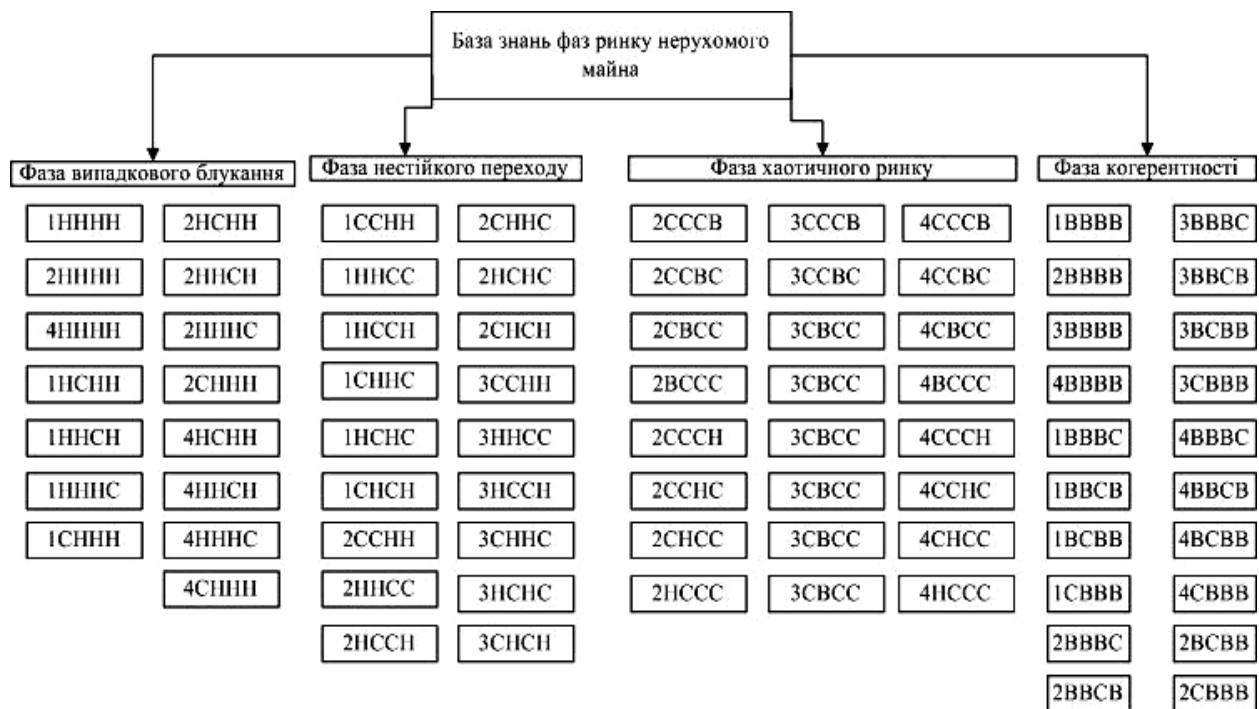 База знань фаз ринку нерухомого
майна
Фаза випадкового блукання
Фаза нестійкого переходу
Фаза хаотичного ринку
Фаза когерентності
1НННН 2НСНН 1ССНН 2СННС 2СССВ 3СССВ 4СССВ 1ВВВВ 3ВВВС
2НННН 2ННСН 1ННСС 2НСНС 2ССВС 3ССВС 4ССВС 2ВВВВ 3ВВСВ
4НННН 2НННС 1НССН 2СНСН 2СВСС 3СВСС 4СВСС 3ВВВВ 3ВСВВ
1НСНН 2СННН 1СННС 3ССНН 2ВССС 3СВСС 4ВССС 4ВВВВ 3СВВВ
1ННСН 4НСНН 1НСНС 3ННСС 2СССН 3СВСС 4СССН 1ВВВС 4ВВВС
1НННС 4ННСН 1СНСН 3НССН 2ССНС 3СВСС 4ССНС 1ВВСВ 4ВВСВ
1СННН 4НННС 2ССНН 3СННС 2СНСС 3СВСС 4СНСС 1ВСВВ 4ВСВВ
4СННН 2ННСС 3НСНС 2НССС 3СВСС 4НССС 1СВВВ 4СВВВ
2НССН 3СНСН 2ВВВС 2ВСВВ
2ВВСВ 2СВВВ